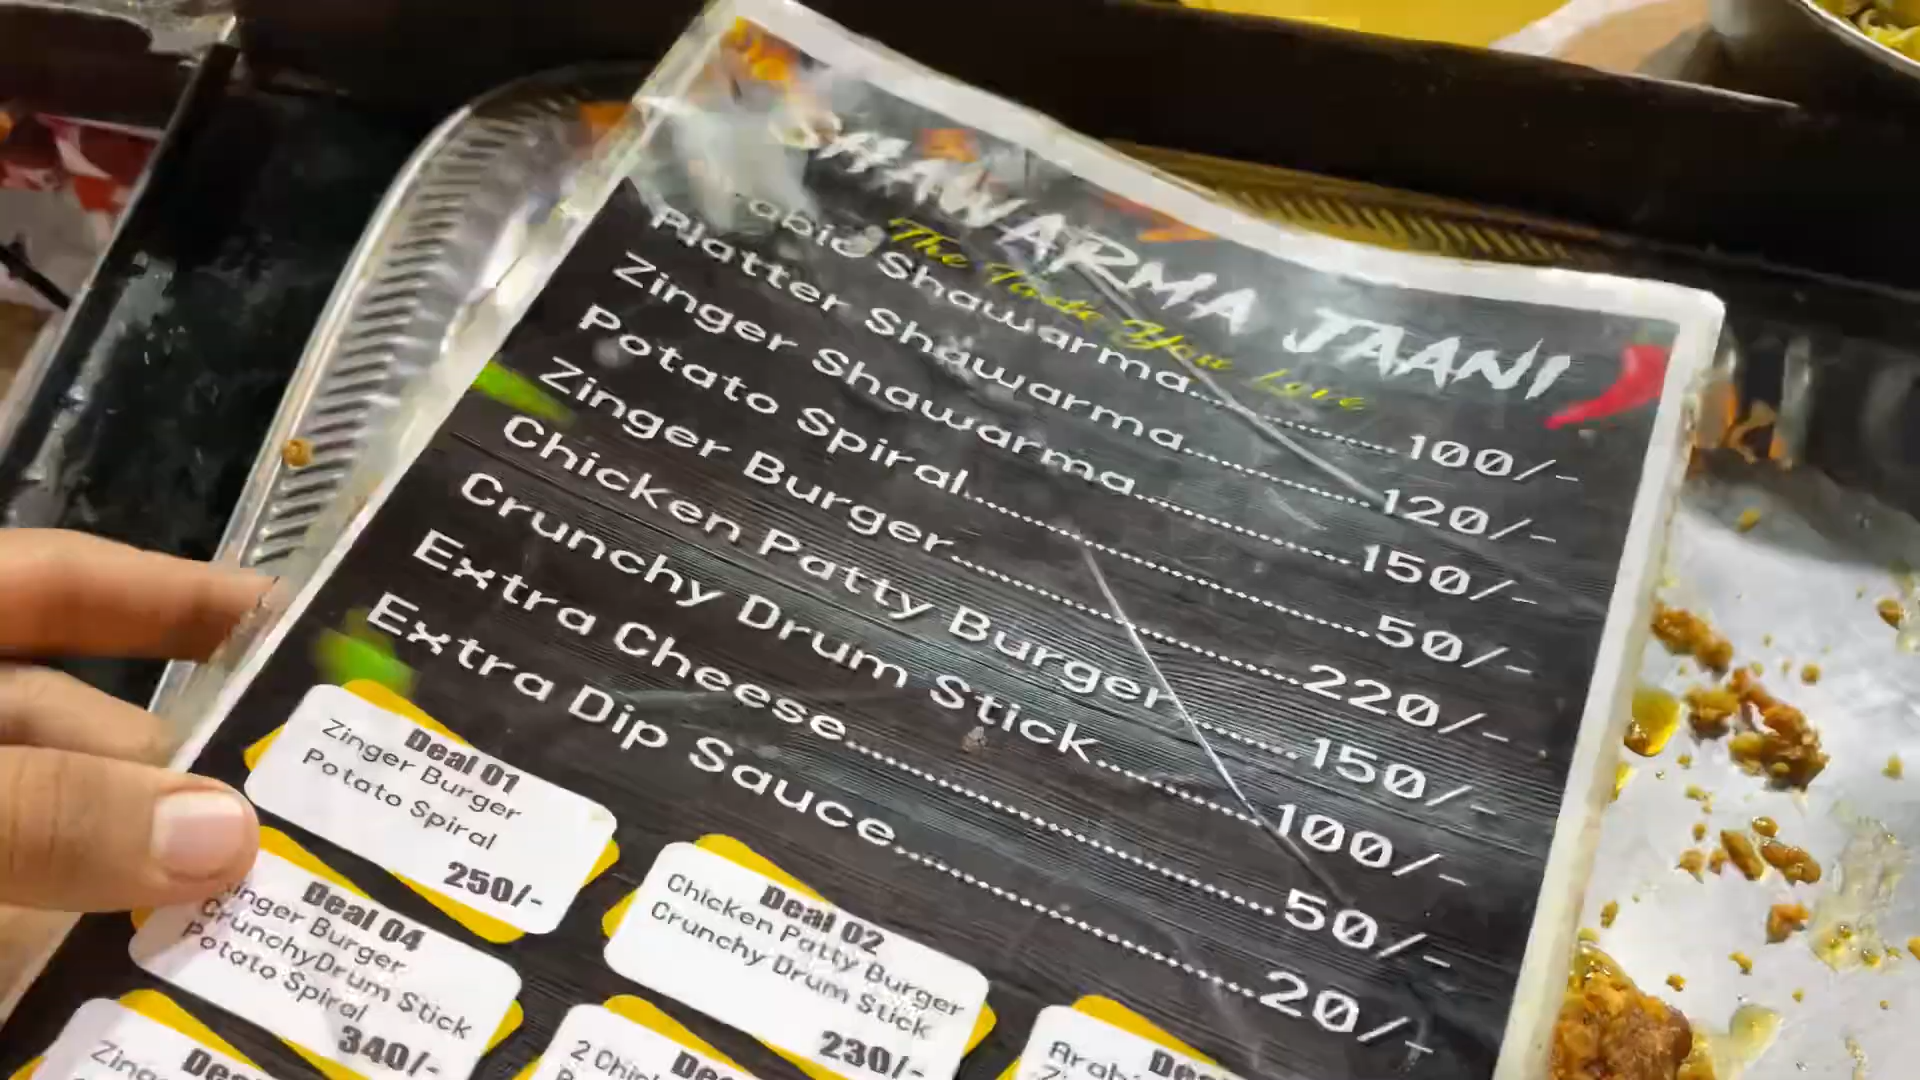 SHAWARMA JAANI
The Taste You Love
Shawarma 100/-
Platter Shawarma 120/-
Zinger Shawarma 150/-
Potato Spiral 50/-
Zinger Burger 220/-
Chicken Patty Burger 150/-
Crunchy Drum Stick 100/-
Extra Cheese 50/-
Extra Dip Sauce 20/-
Deal 01
Zinger Burger
Potato Spiral
250/-
Deal 02
Chicken Patty Burger
Crunchy Drum Stick
230/-
Deal 04
Zinger Burger
CrunchyDrum Stick
Potato Spiral
340/-